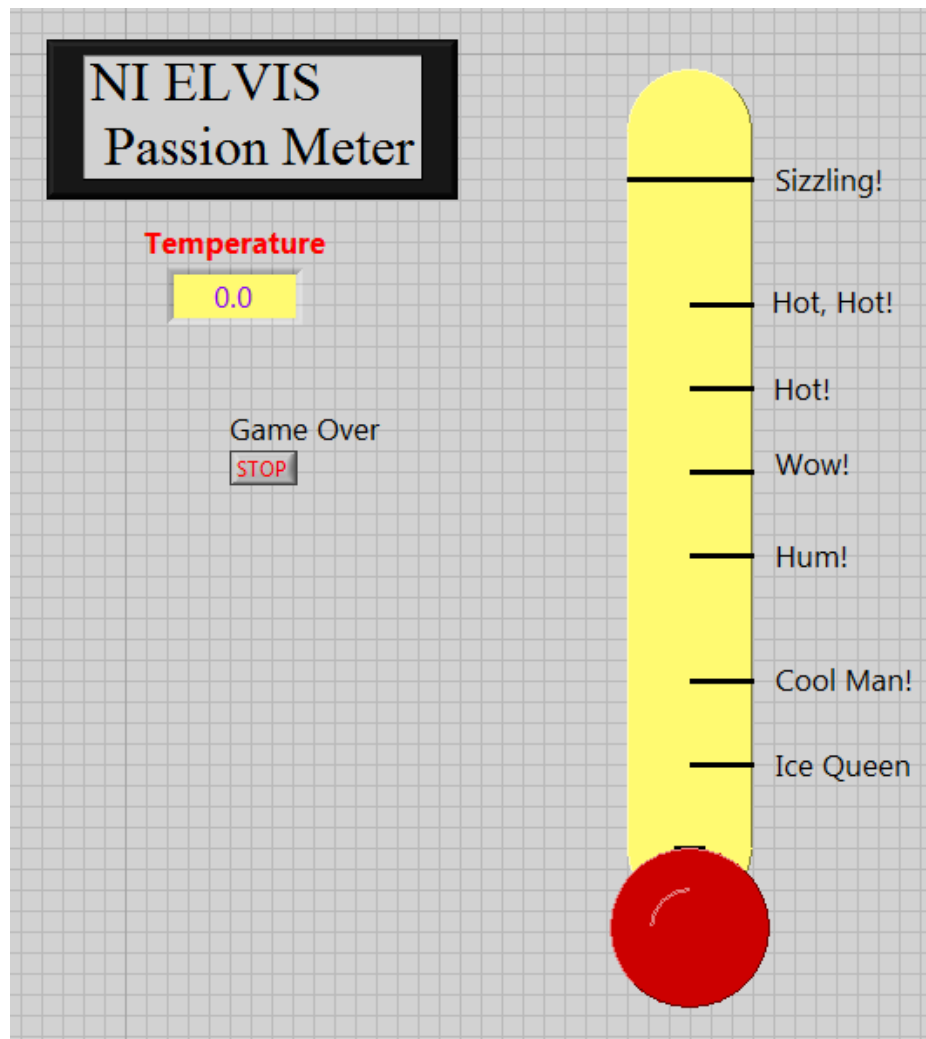 NI ELVIS
Passion Meter
Temperature
0.0
Game Over
STOP
Sizzling!
Hot, Hot!
Hot!
Wow!
Hum!
Cool Man!
Ice Queen